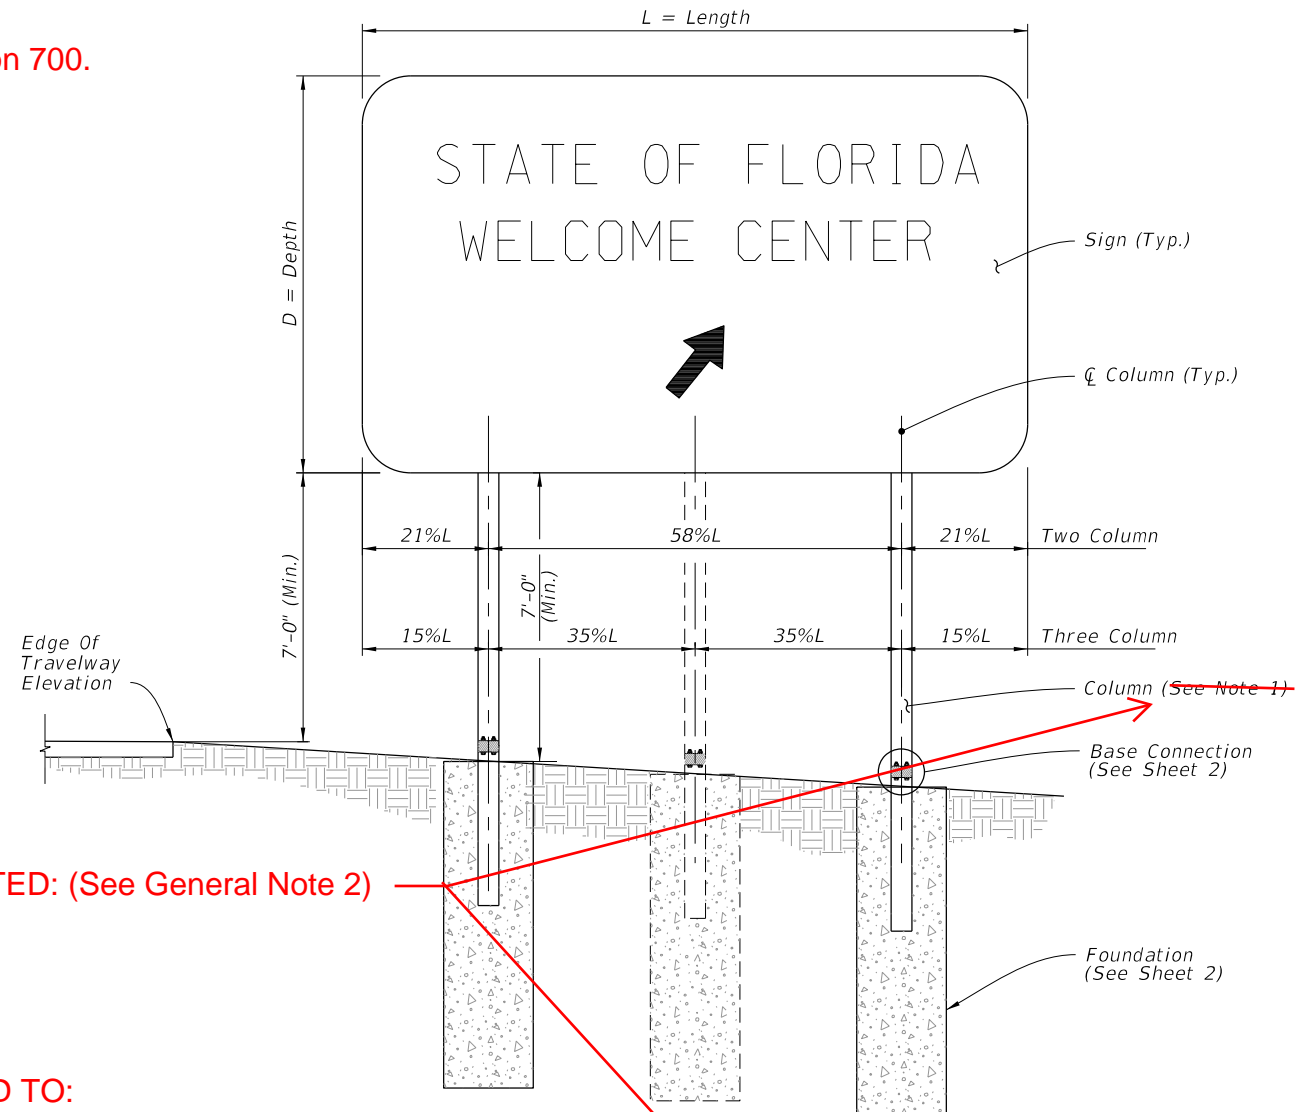 L = Length
on 700.
STATE OF FLORIDA
WELCOME CENTER
D = Depth
Sign (Typ.)
℄ Column (Typ.)
21%L
58%L
21%L
Two Column
7'-0" (Min.)
7'-0"
(Min.)
15%L
35%L
35%L
15%L
Three Column
Edge Of
Travelway
Elevation
Column (See Note 1)
Base Connection
(See Sheet 2)
TED: (See General Note 2)
Foundation
(See Sheet 2)
D TO: